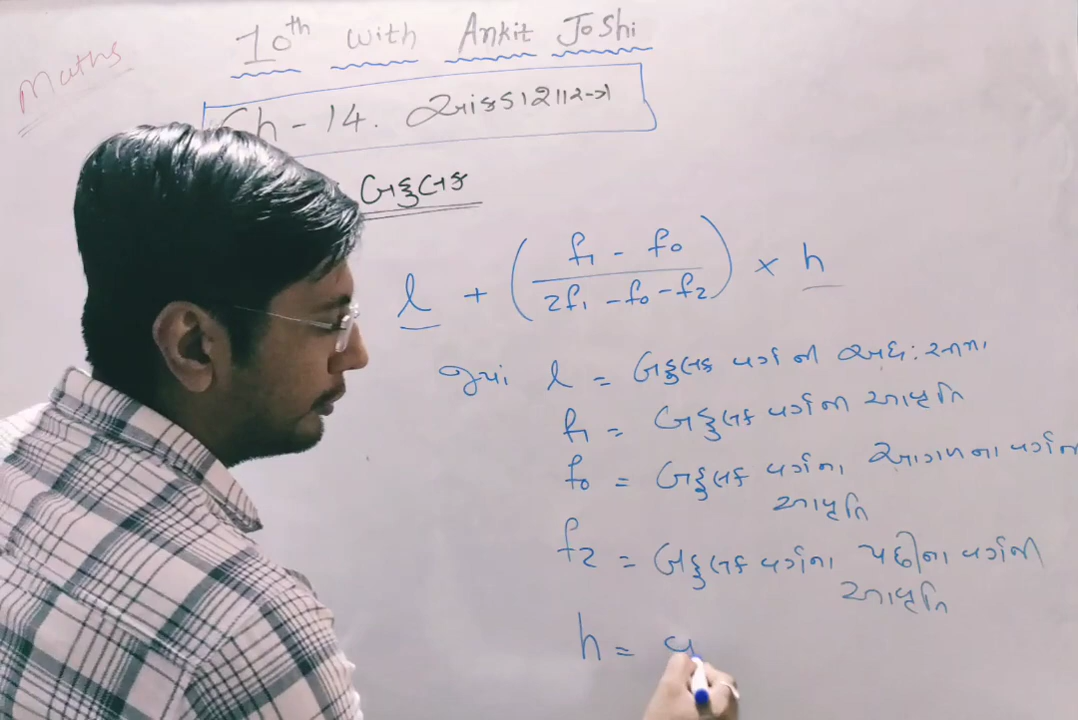 Maths
10th with Ankit Joshi
Ch - 14. આંકડાશાસ્ત્ર
બહુલક
l + ( f1 - f0 / 2f1 - f0 - f2 ) × h
જ્યાં l = બહુલક વર્ગની અધ: સીમા
f1 = બહુલક વર્ગની આવૃત્તિ
f0 = બહુલક વર્ગના આગળના વર્ગની
આવૃત્તિ
f2 = બહુલક વર્ગના પછીના વર્ગની
આવૃત્તિ
h = વ